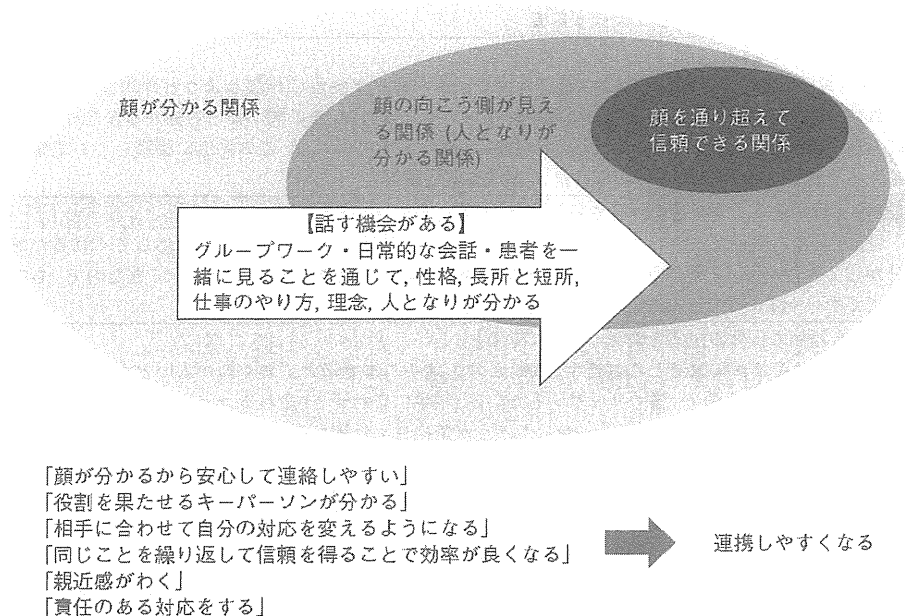 顔が分かる関係
顔の向こう側が見え
る関係 (人となりが
分かる関係)
顔を通り超えて
信頼できる関係
【話す機会がある】
グループワーク・日常的な会話・患者を一
緒に見ることを通じて, 性格, 長所と短所,
仕事のやり方, 理念, 人となりが分かる
「顔が分かるから安心して連絡しやすい」
「役割を果たせるキーパーソンが分かる」
「相手に合わせて自分の対応を変えるようになる」
「同じことを繰り返して信頼を得ることで効率が良くなる」
「親近感がわく」
「責任のある対応をする」
連携しやすくなる